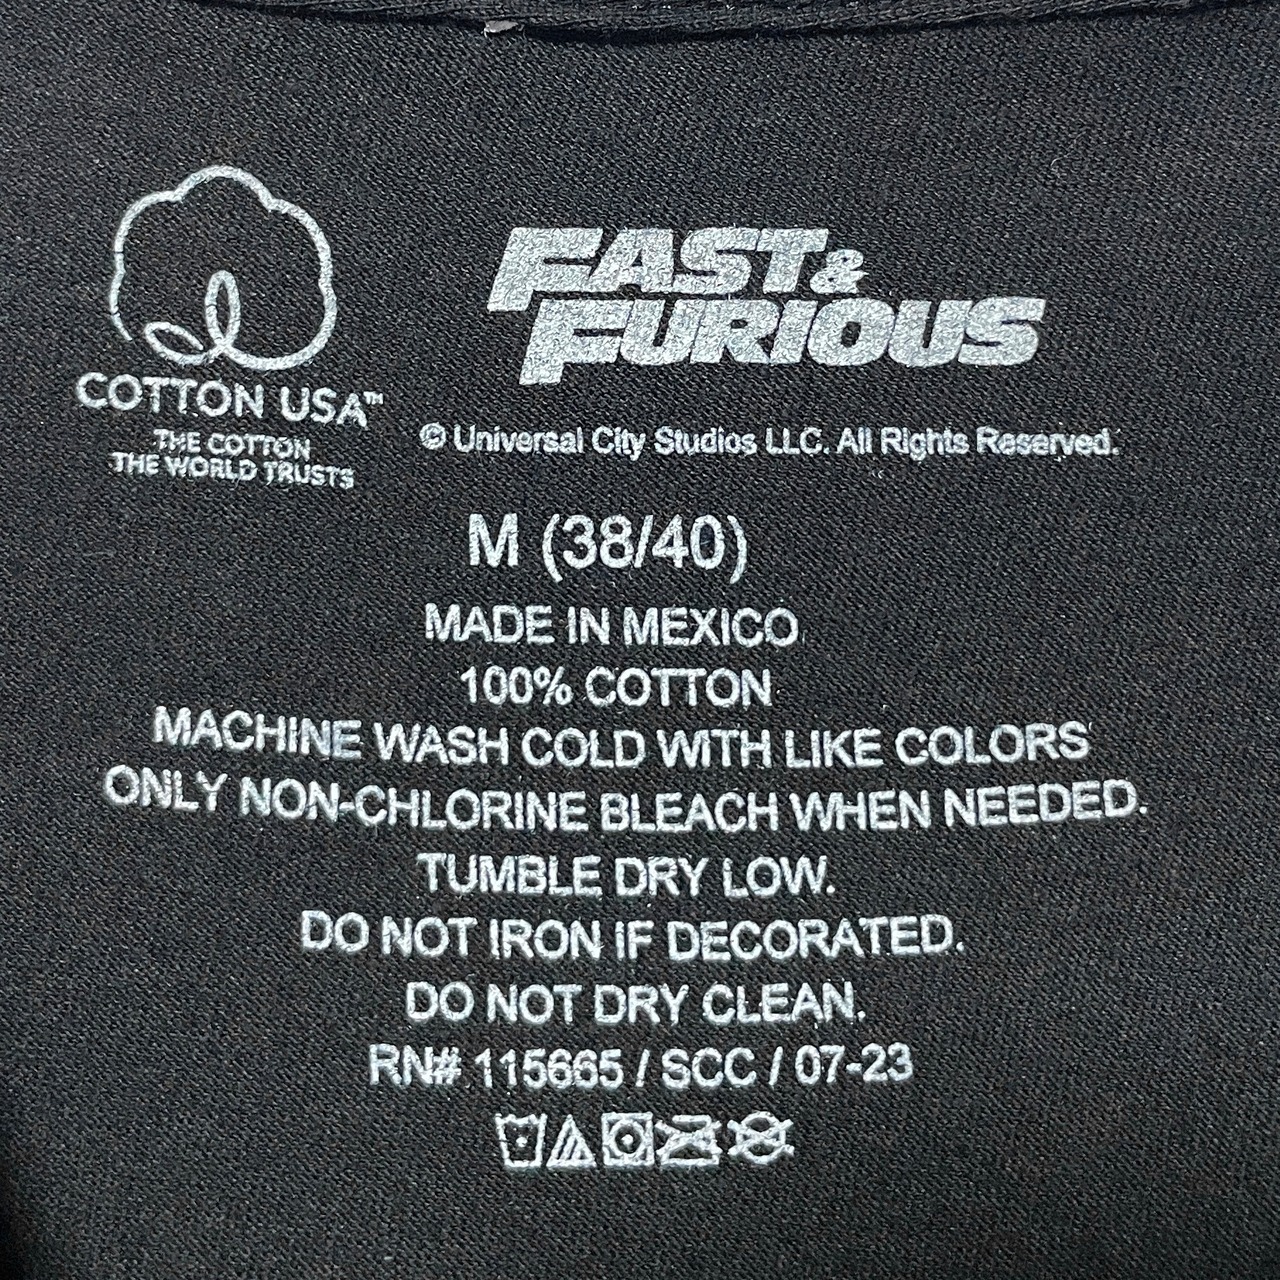 COTTON USA™
THE COTTON
THE WORLD TRUSTS
FAST &
FURIOUS
© Universal City Studios LLC. All Rights Reserved.
M (38/40)
MADE IN MEXICO
100% COTTON
MACHINE WASH COLD WITH LIKE COLORS
ONLY NON-CHLORINE BLEACH WHEN NEEDED.
TUMBLE DRY LOW.
DO NOT IRON IF DECORATED.
DO NOT DRY CLEAN.
RN# 115665 / SCC / 07-23